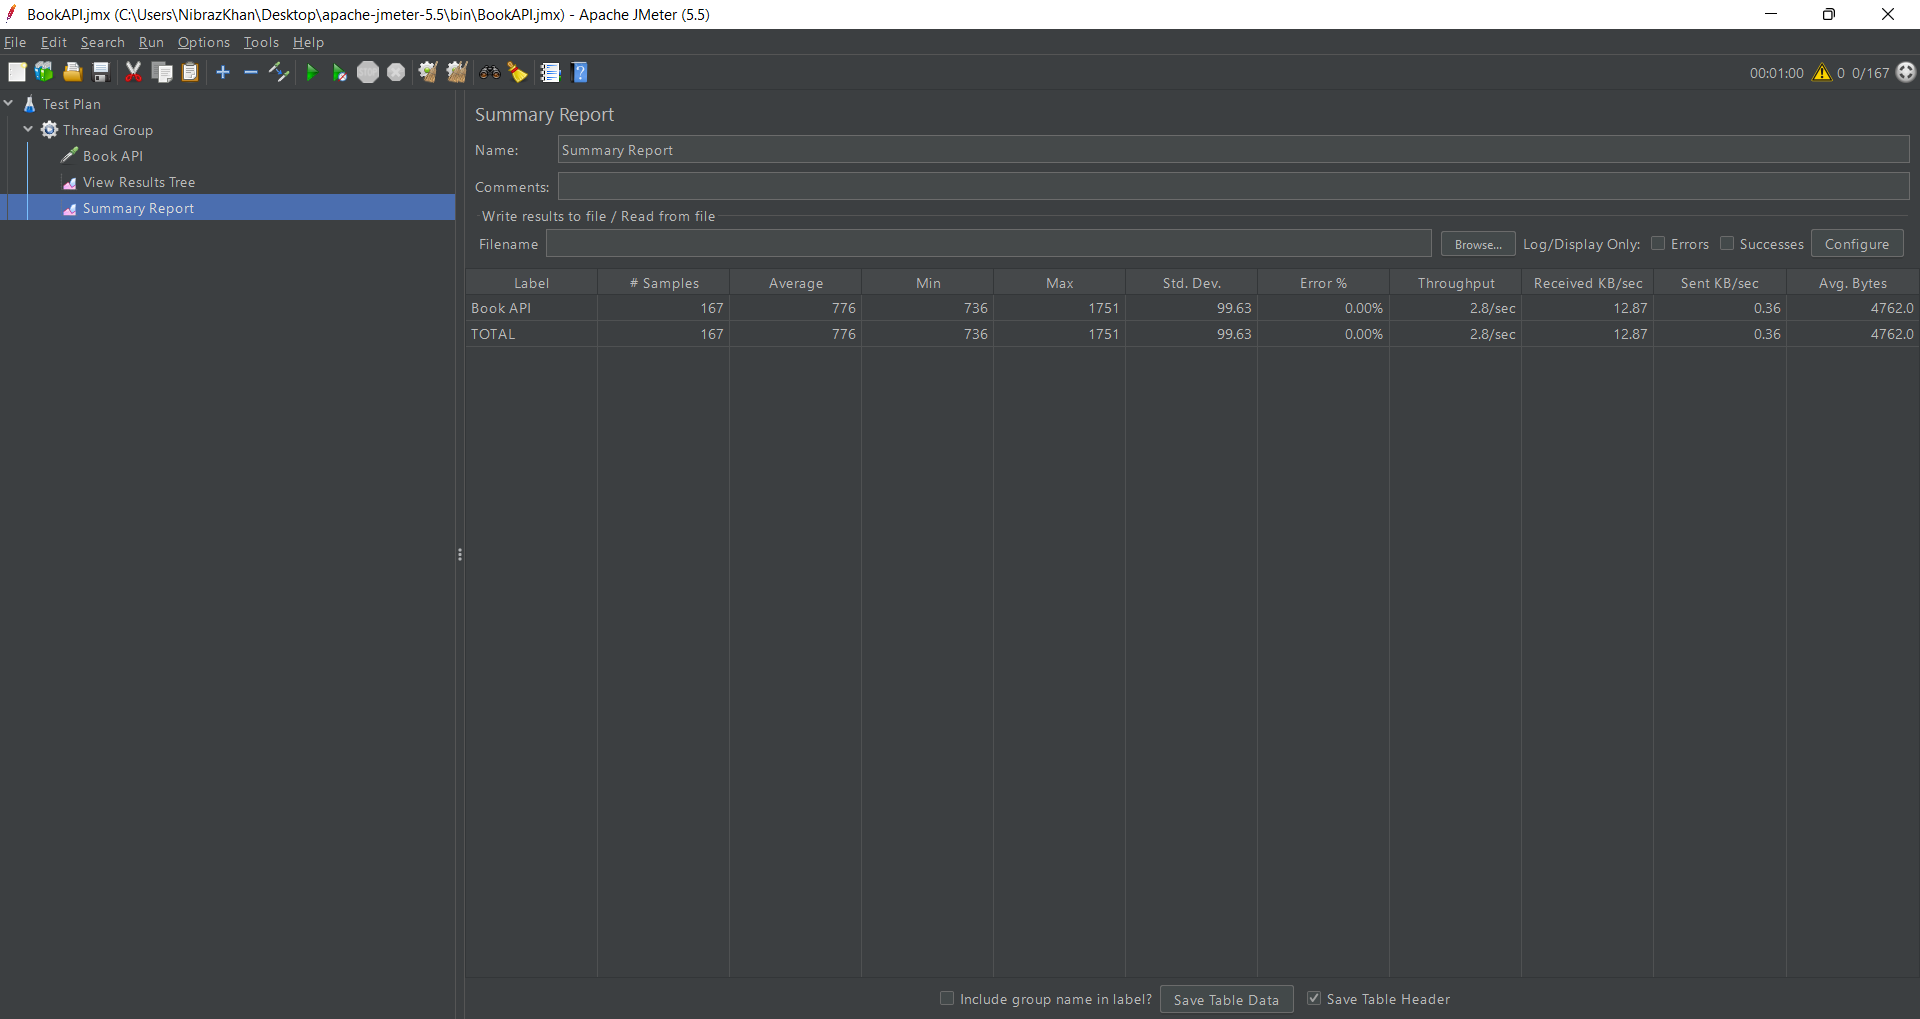 BookAPI.jmx (C:\Users\NibrazKhan\Desktop\apache-jmeter-5.5\bin\BookAPI.jmx) - Apache JMeter (5.5)
File Edit Search Run Options Tools Help
00:01:00 0 0/167
Test Plan
Thread Group
Book API
View Results Tree
Summary Report
Summary Report
Name: Summary Report
Comments:
Write results to file / Read from file
Filename Browse... Log/Display Only: Errors Successes Configure
Label # Samples Average Min Max Std. Dev. Error % Throughput Received KB/sec Sent KB/sec Avg. Bytes
Book API 167 776 736 1751 99.63 0.00% 2.8/sec 12.87 0.36 4762.0
TOTAL 167 776 736 1751 99.63 0.00% 2.8/sec 12.87 0.36 4762.0
Include group name in label? Save Table Data Save Table Header